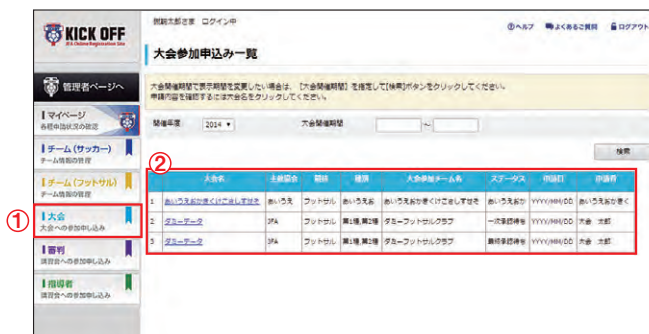 KICK OFF
JFA Online Registration Site
管理者ページへ
マイページ
各種申請状況の確認
チーム (サッカー)
チーム情報の管理
チーム (フットサル)
チーム情報の管理
①
大会
大会への参加申し込み
審判
講習会への参加申し込み
指導者
講習会への参加申し込み
ログイン中
ヘルプ
よくあるご質問
ログアウト
大会参加申込み一覧
大会開催期間で表示期間を変更したい場合は、【大会開催期間】を指定して[検索]ボタンをクリックしてください。
申請内容を確認するには大会名をクリックしてください。
開催年度 2014 大会開催期間 ～
検索
②
大会名 主催協会 競技 種別 大会参加チーム名 ステータス 申請日 申請者
1 あいうえおかきくけこさしすせそ あいうえ フットサル あいうえお あいうえおかきくけこさしすせそ あいうえおか YYYY/MM/DD あいうえおかきく
2 ダミーデータ JFA フットサル 第1種,第2種 ダミーフットサルクラブ 一次承認待ち YYYY/MM/DD 大会 太郎
3 ダミーデータ JFA フットサル 第1種,第2種 ダミーフットサルクラブ 最終承認待ち YYYY/MM/DD 大会 太郎